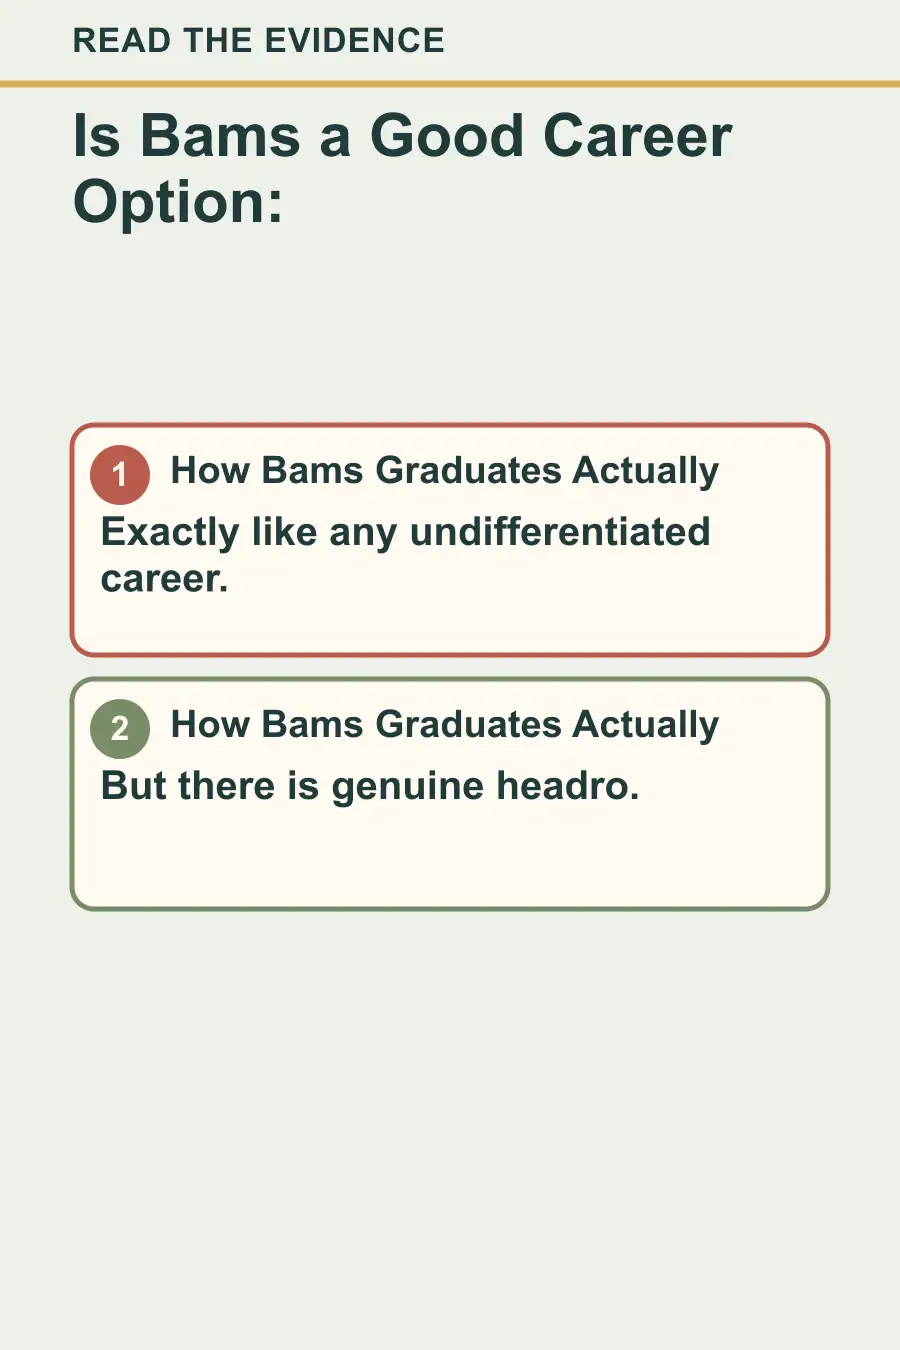 READ THE EVIDENCE
Is Bams a Good Career
Option:
1 How Bams Graduates Actually
Exactly like any undifferentiated
career.
2 How Bams Graduates Actually
But there is genuine headro.